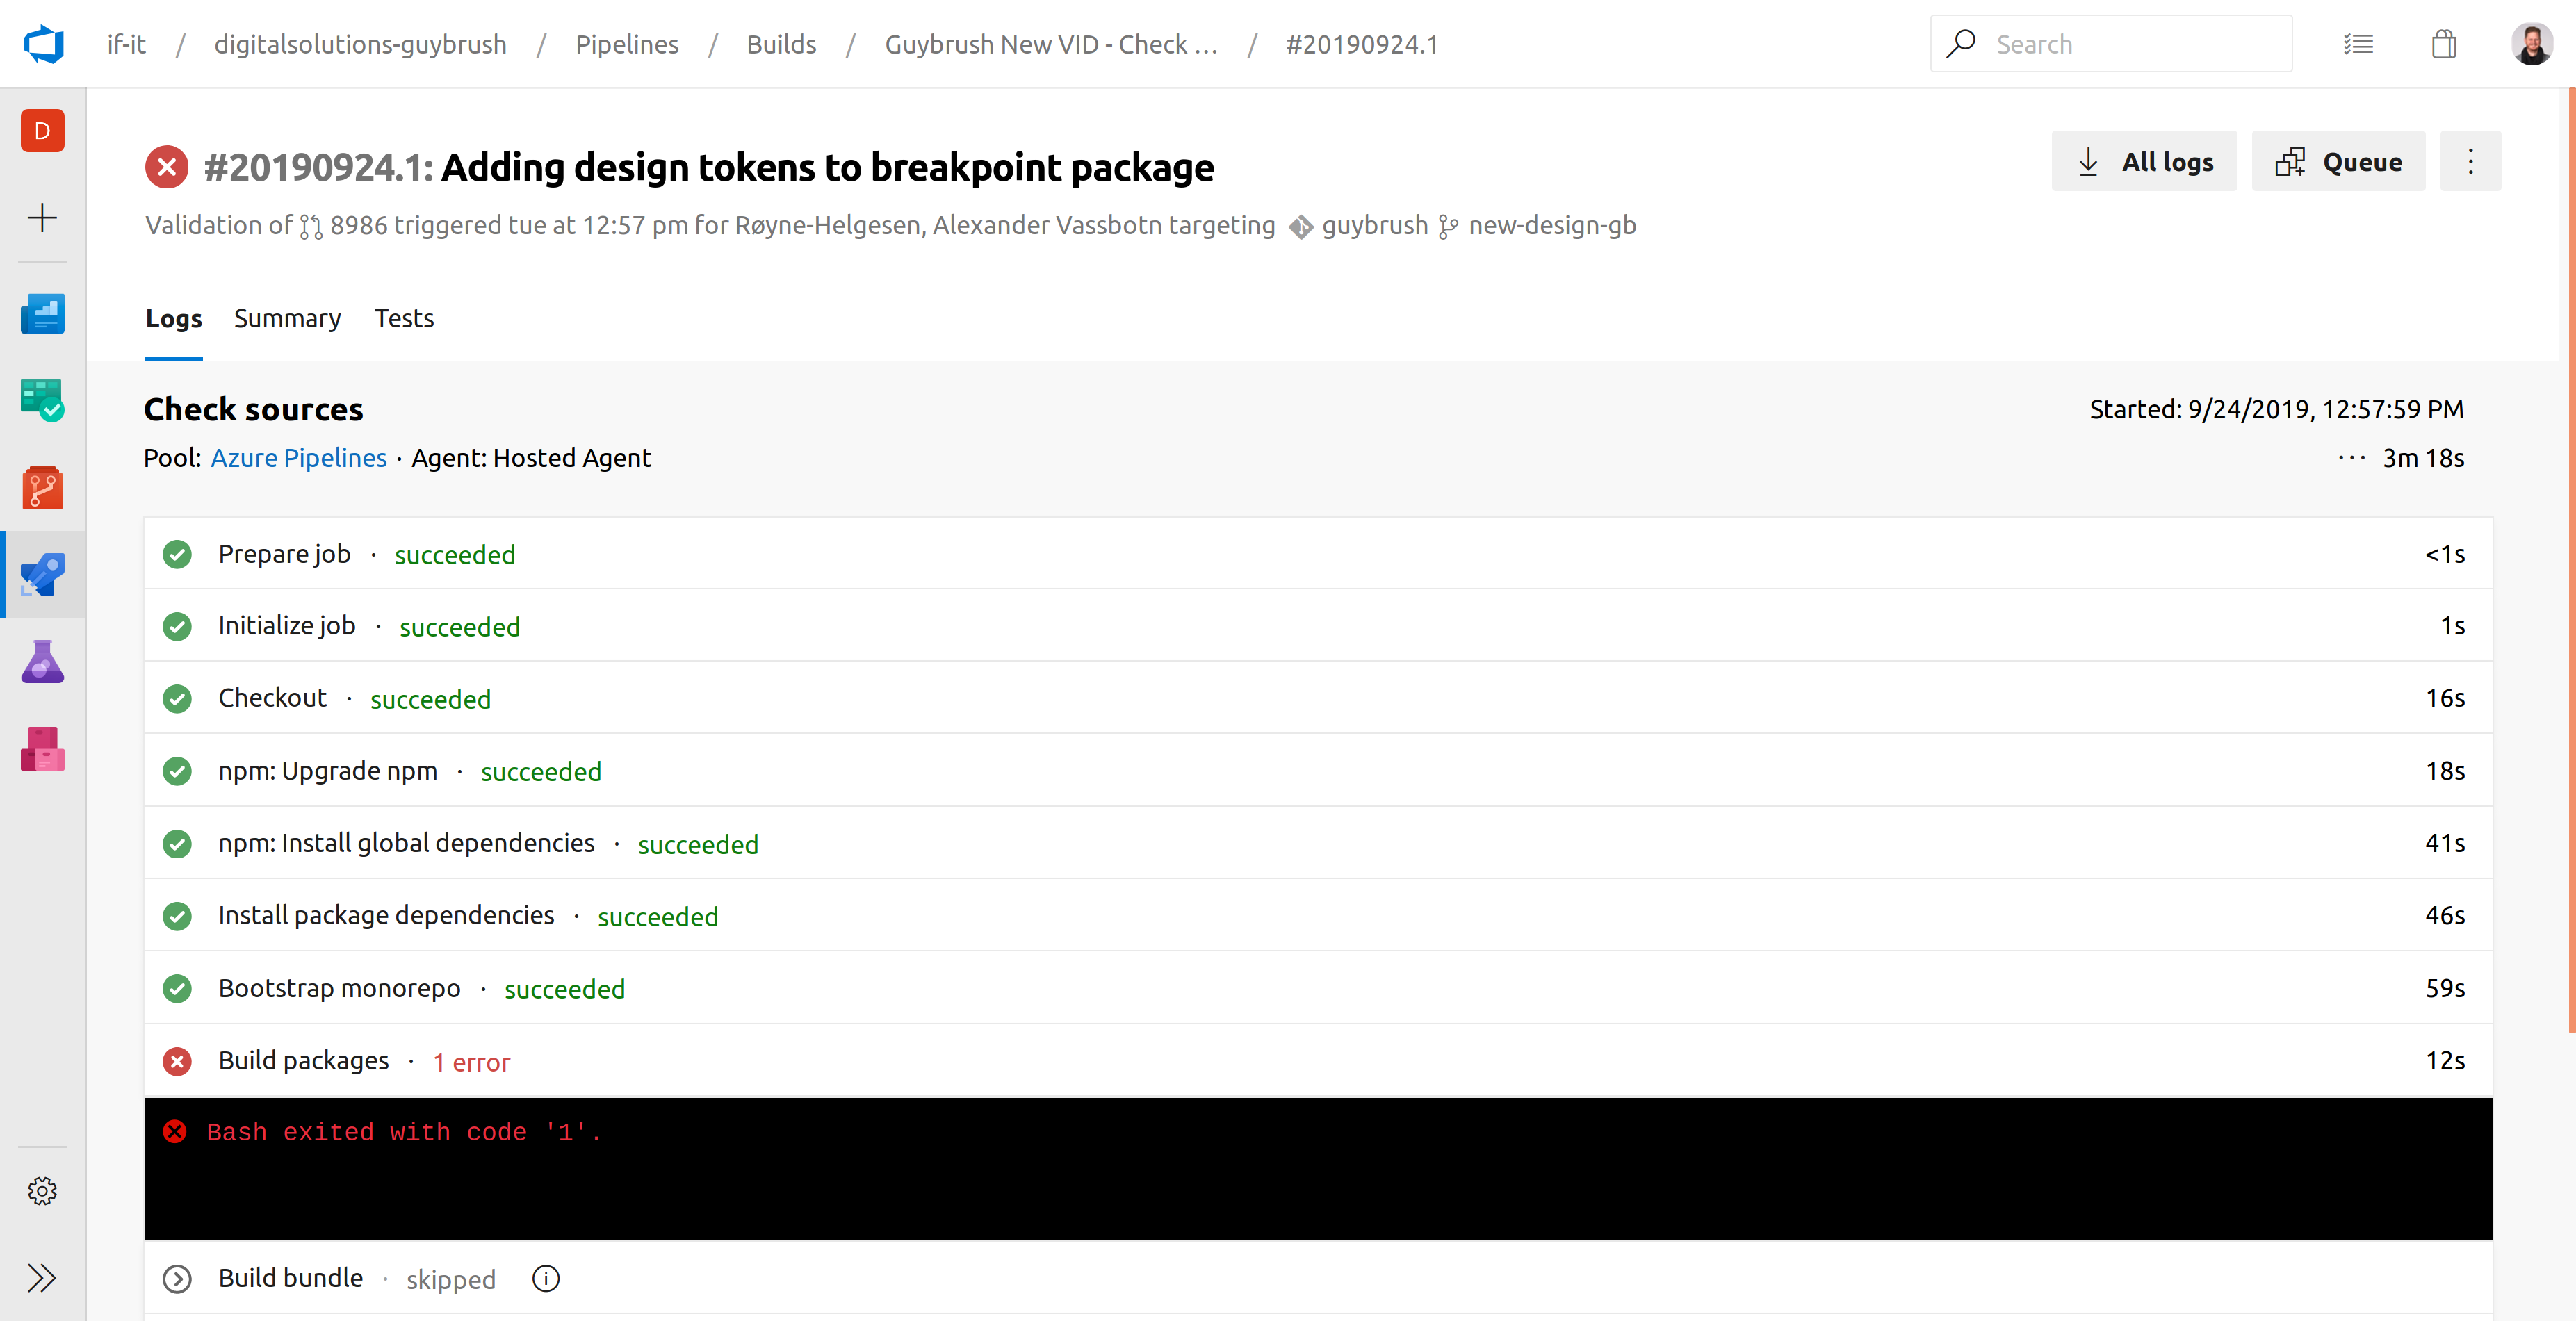 if-it / digitalsolutions-guybrush / Pipelines / Builds / Guybrush New VID - Check ... / #20190924.1
Search
D
#20190924.1: Adding design tokens to breakpoint package
All logs
Queue
Validation of 8986 triggered tue at 12:57 pm for Røyne-Helgesen, Alexander Vassbotn targeting guybrush new-design-gb
Logs Summary Tests
Check sources
Started: 9/24/2019, 12:57:59 PM
Pool: Azure Pipelines · Agent: Hosted Agent
··· 3m 18s
Prepare job · succeeded <1s
Initialize job · succeeded 1s
Checkout · succeeded 16s
npm: Upgrade npm · succeeded 18s
npm: Install global dependencies · succeeded 41s
Install package dependencies · succeeded 46s
Bootstrap monorepo · succeeded 59s
Build packages · 1 error 12s
Bash exited with code '1'.
Build bundle · skipped